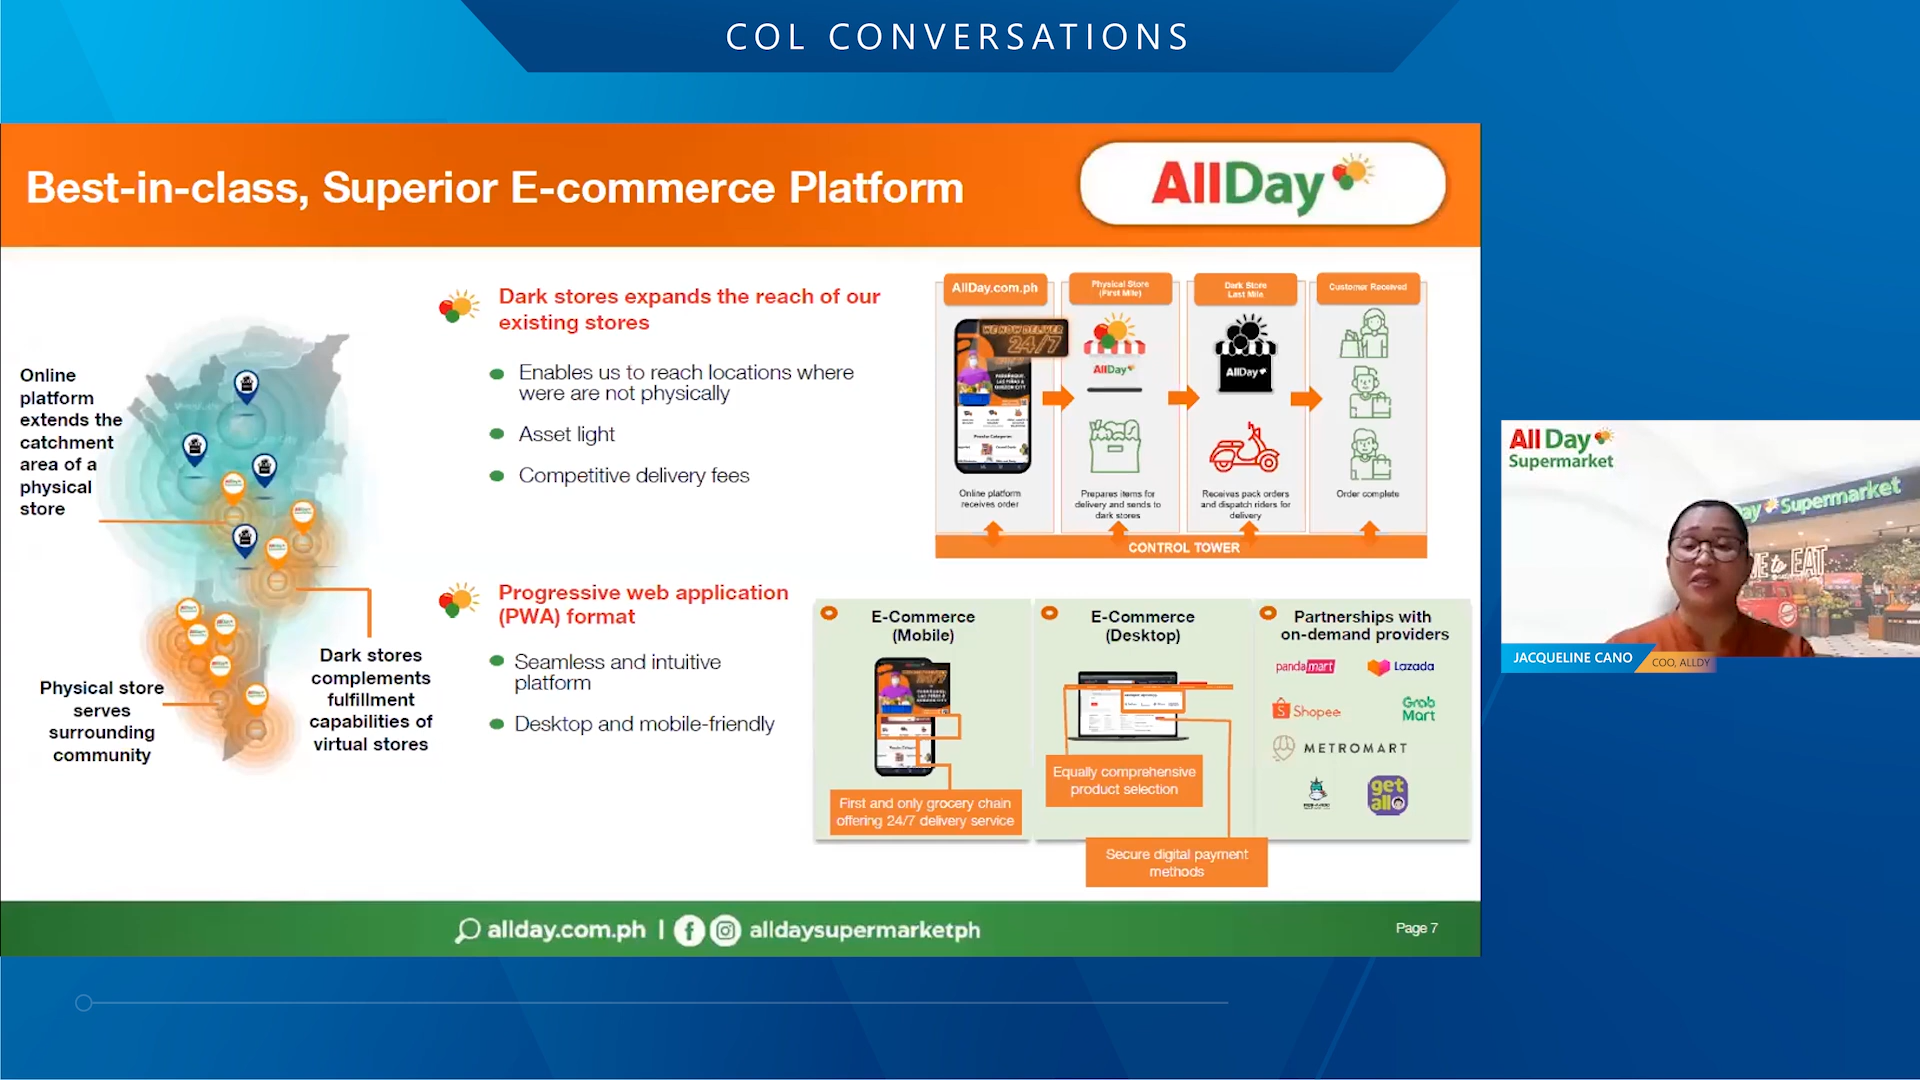 COL CONVERSATIONS
Best-in-class, Superior E-commerce Platform
AllDay
Online
platform
extends the
catchment
area of a
physical
store
Physical store
serves
surrounding
community
Dark stores
complements
fulfillment
capabilities of
virtual stores
Dark stores expands the reach of our
existing stores
Enables us to reach locations where
were are not physically
Asset light
Competitive delivery fees
Progressive web application
(PWA) format
Seamless and intuitive
platform
Desktop and mobile-friendly
AllDay.com.ph
WE NOW DELIVER
24/7
Online platform
receives order
Physical Store
(First Mile)
AllDay
Prepares items for
delivery and sends to
dark stores
Dark Store
Last Mile
AllDay
Receives pack orders
and dispatch riders for
delivery
Customer Received
Order complete
CONTROL TOWER
E-Commerce
(Mobile)
First and only grocery chain
offering 24/7 delivery service
E-Commerce
(Desktop)
Equally comprehensive
product selection
Secure digital payment
methods
Partnerships with
on-demand providers
pandamart
Lazada
Shopee
Grab
Mart
METROMART
get
all
allday.com.ph | alldaysupermarketph
Page 7
All Day
Supermarket
Day Supermarket
to EAT
JACQUELINE CANO
COO, ALLDY